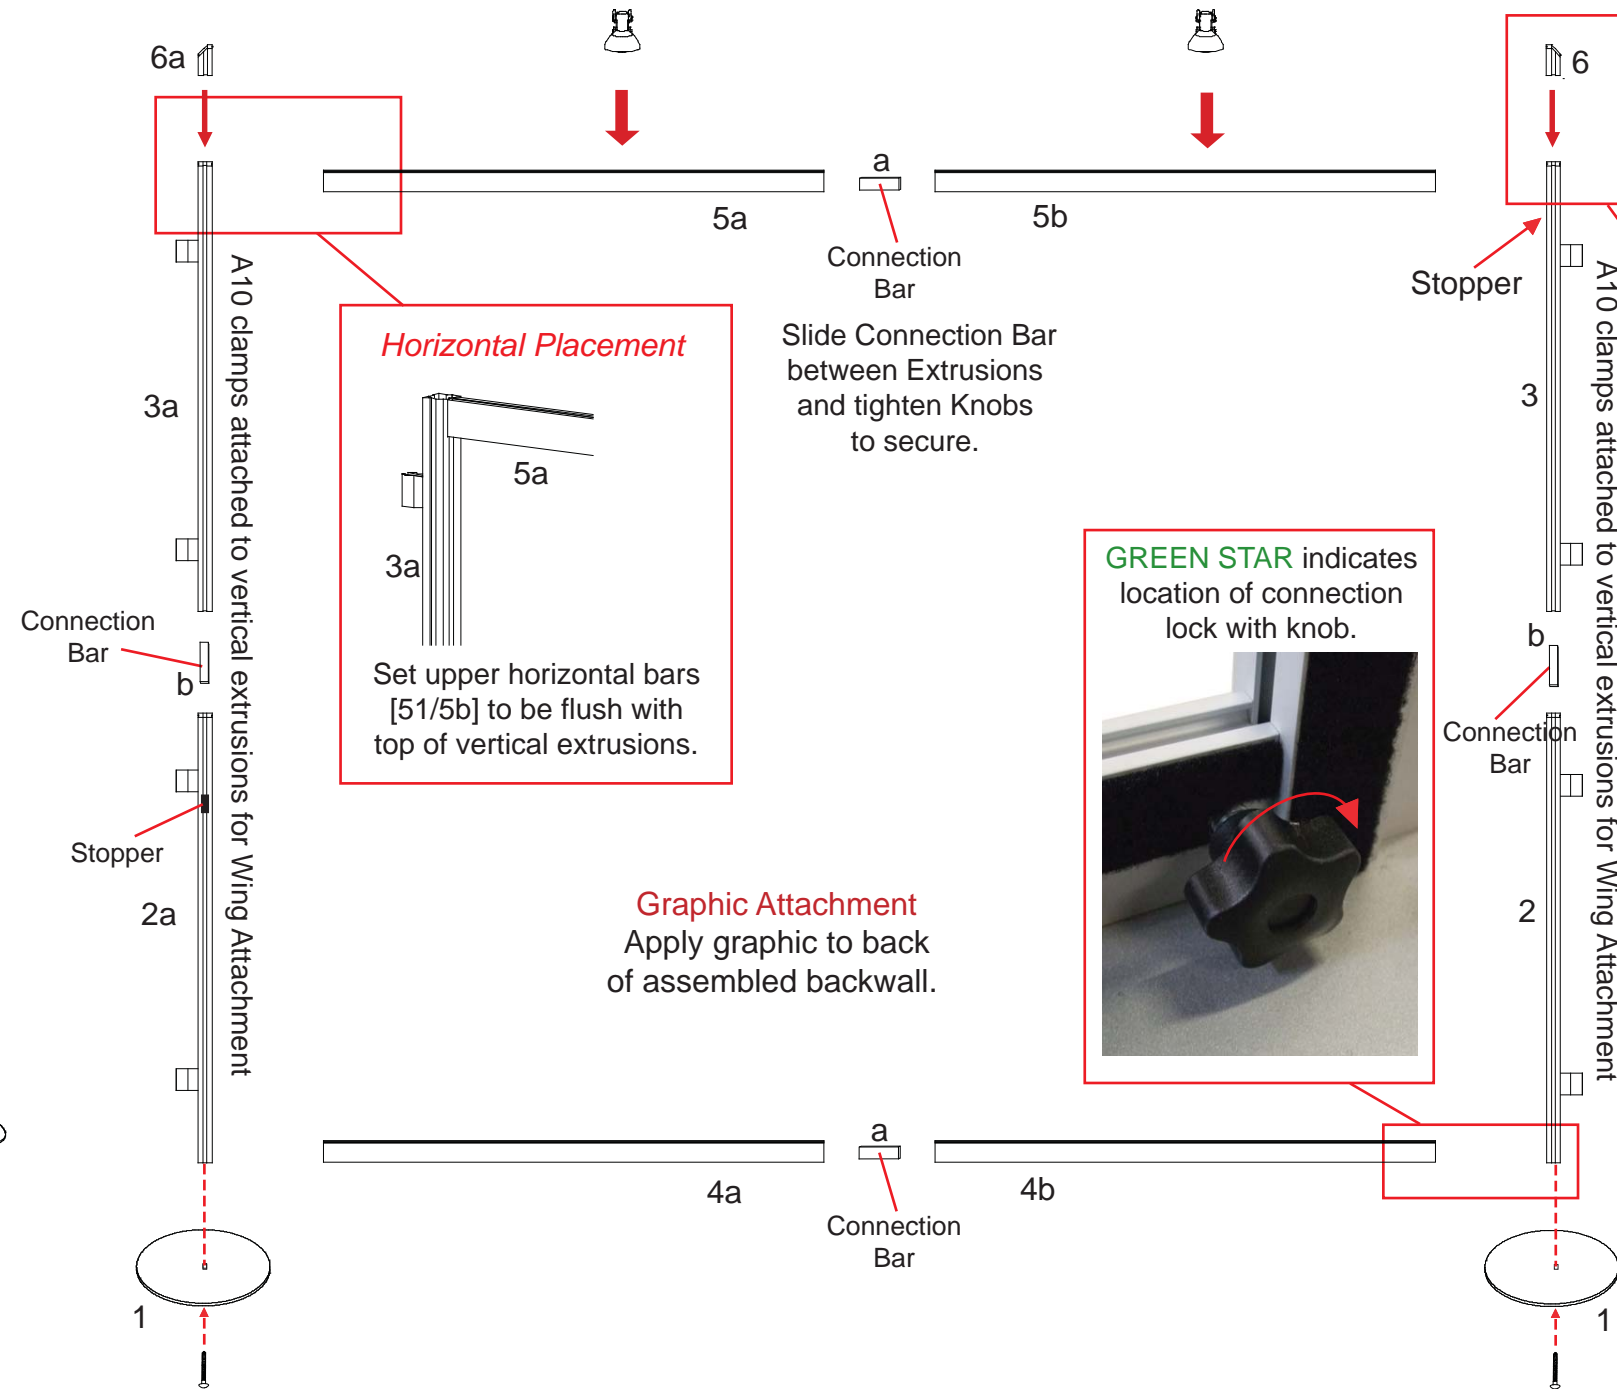 6a
6
a
5a
5b
Connection
Bar
Stopper
Slide Connection Bar
between Extrusions
and tighten Knobs
to secure.
A10 clamps attached to vertical extrusions for Wing Attachment
A10 clamps attached to vertical extrusions for Wing Attachment
Horizontal Placement
5a
3a
Set upper horizontal bars
[51/5b] to be flush with
top of vertical extrusions.
3a
3
GREEN STAR indicates
location of connection
lock with knob.
Connection
Bar
b
b
Connection
Bar
Stopper
2a
2
Graphic Attachment
Apply graphic to back
of assembled backwall.
a
4a
4b
Connection
Bar
1
1